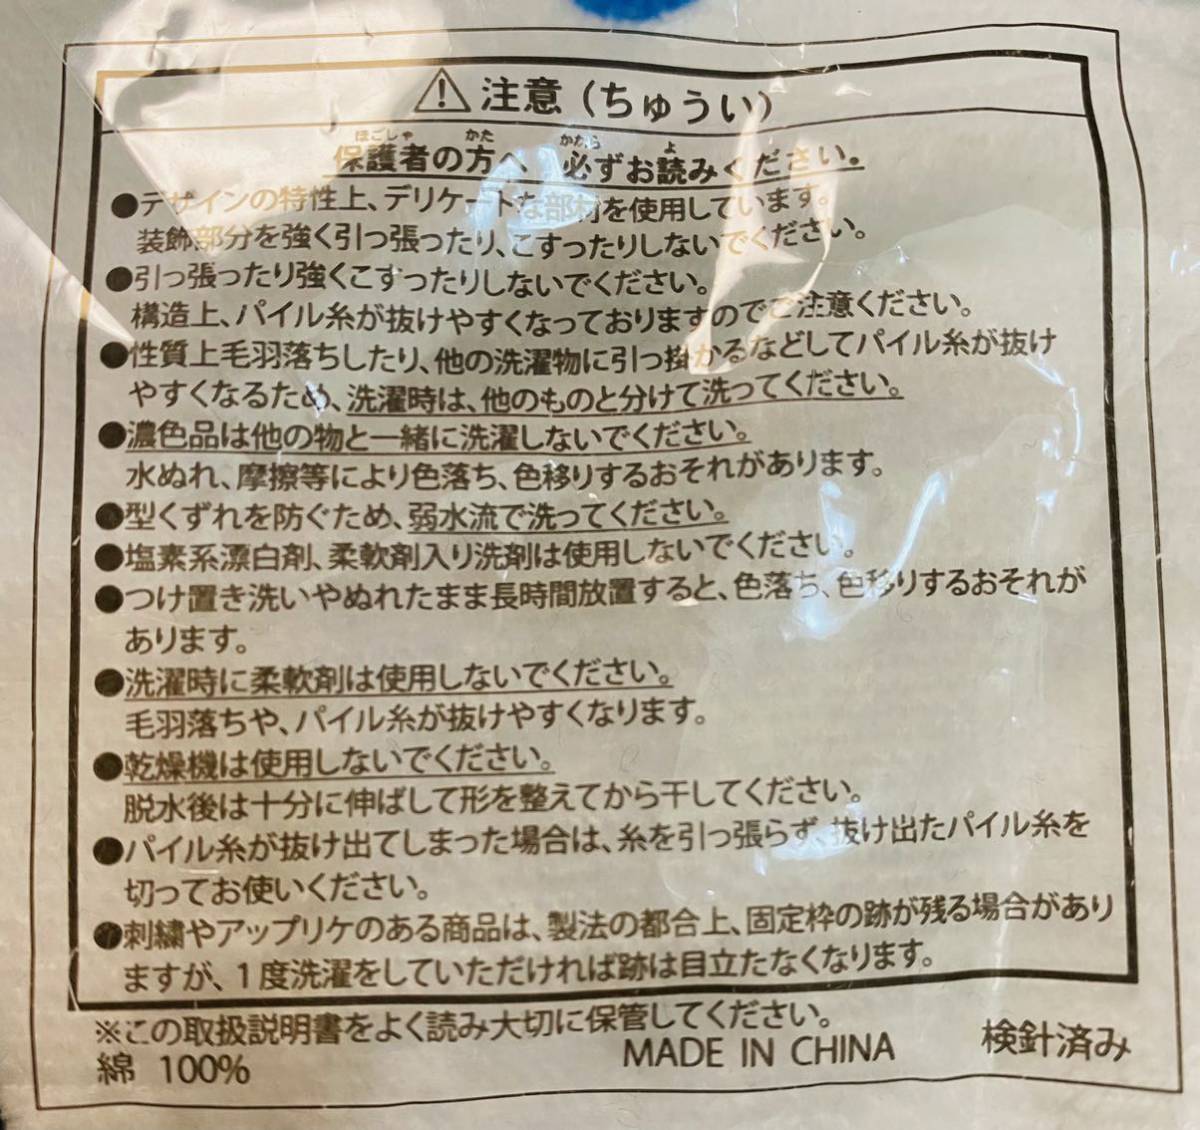 ⚠注意(ちゅうい)
保護者の方へ 必ずお読みください。
●デザインの特性上、デリケートな部材を使用しています。
装飾部分を強く引っ張ったり、こすったりしないでください。
●引っ張ったり強くこすったりしないでください。
構造上、パイル糸が抜けやすくなっておりますのでご注意ください。
●性質上毛羽落ちしたり、他の洗濯物に引っ掛かるなどしてパイル糸が抜け
やすくなるため、洗濯時は、他のものと分けて洗ってください。
●濃色品は他の物と一緒に洗濯しないでください。
水ぬれ、摩擦等により色落ち、色移りするおそれがあります。
●型くずれを防ぐため、弱水流で洗ってください。
●塩素系漂白剤、柔軟剤入り洗剤は使用しないでください。
●つけ置き洗いやぬれたまま長時間放置すると、色落ち、色移りするおそれが
あります。
●洗濯時に柔軟剤は使用しないでください。
毛羽落ちや、パイル糸が抜けやすくなります。
●乾燥機は使用しないでください。
脱水後は十分に伸ばして形を整えてから干してください。
●パイル糸が抜け出てしまった場合は、糸を引っ張らず、抜け出たパイル糸を
切ってお使いください。
●刺繍やアップリケのある商品は、製法の都合上、固定枠の跡が残る場合があり
ますが、1度洗濯をしていただければ跡は目立たなくなります。
※この取扱説明書をよく読み大切に保管してください。
綿 100% MADE IN CHINA 検針済み